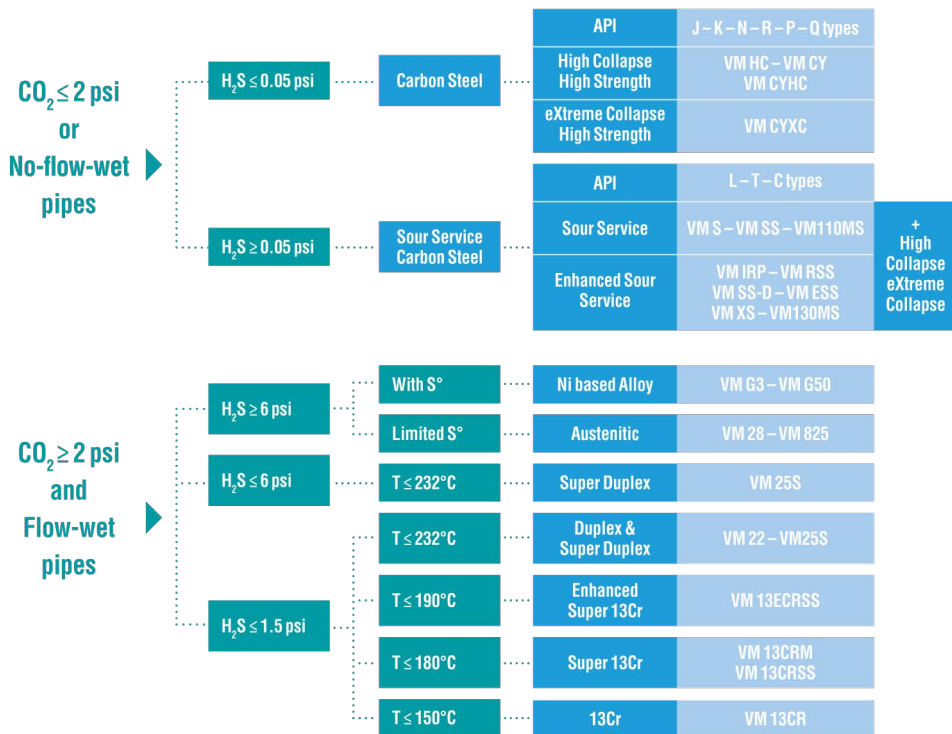 CO₂ ≤ 2 psi
or
No-flow-wet
pipes
H₂S ≤ 0.05 psi
Carbon Steel
API
J – K – N – R – P – Q types
High Collapse
High Strength
VM HC – VM CY
VM CYHC
eXtreme Collapse
High Strength
VM CYXC
H₂S ≥ 0.05 psi
Sour Service
Carbon Steel
API
L – T – C types
Sour Service
VM S – VM SS – VM110MS
Enhanced Sour
Service
VM IRP – VM RSS
VM SS-D – VM ESS
VM XS – VM130MS
+
High
Collapse
eXtreme
Collapse
CO₂ ≥ 2 psi
and
Flow-wet
pipes
H₂S ≥ 6 psi
With S°
Ni based Alloy
VM G3 – VM G50
Limited S°
Austenitic
VM 28 – VM 825
H₂S ≤ 6 psi
T ≤ 232°C
Super Duplex
VM 25S
H₂S ≤ 1.5 psi
T ≤ 232°C
Duplex &
Super Duplex
VM 22 – VM25S
T ≤ 190°C
Enhanced
Super 13Cr
VM 13ECRSS
T ≤ 180°C
Super 13Cr
VM 13CRM
VM 13CRSS
T ≤ 150°C
13Cr
VM 13CR